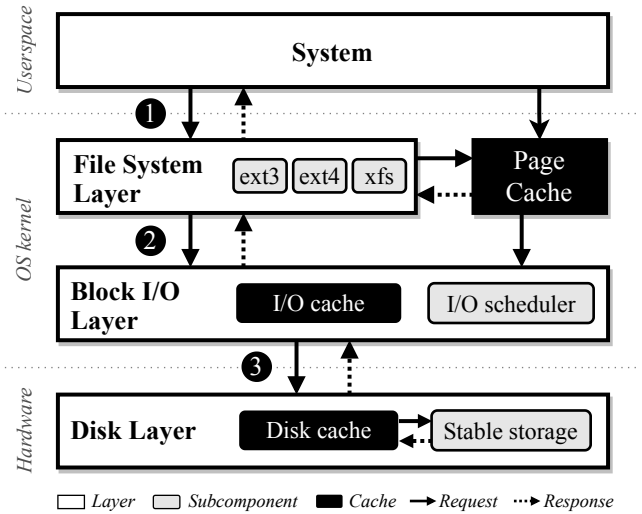 Userspace
System
1
OS kernel
File System
Layer
ext3 ext4 xfs
Page
Cache
2
Block I/O
Layer
I/O cache
I/O scheduler
3
Hardware
Disk Layer
Disk cache
Stable storage
Layer Subcomponent Cache Request Response